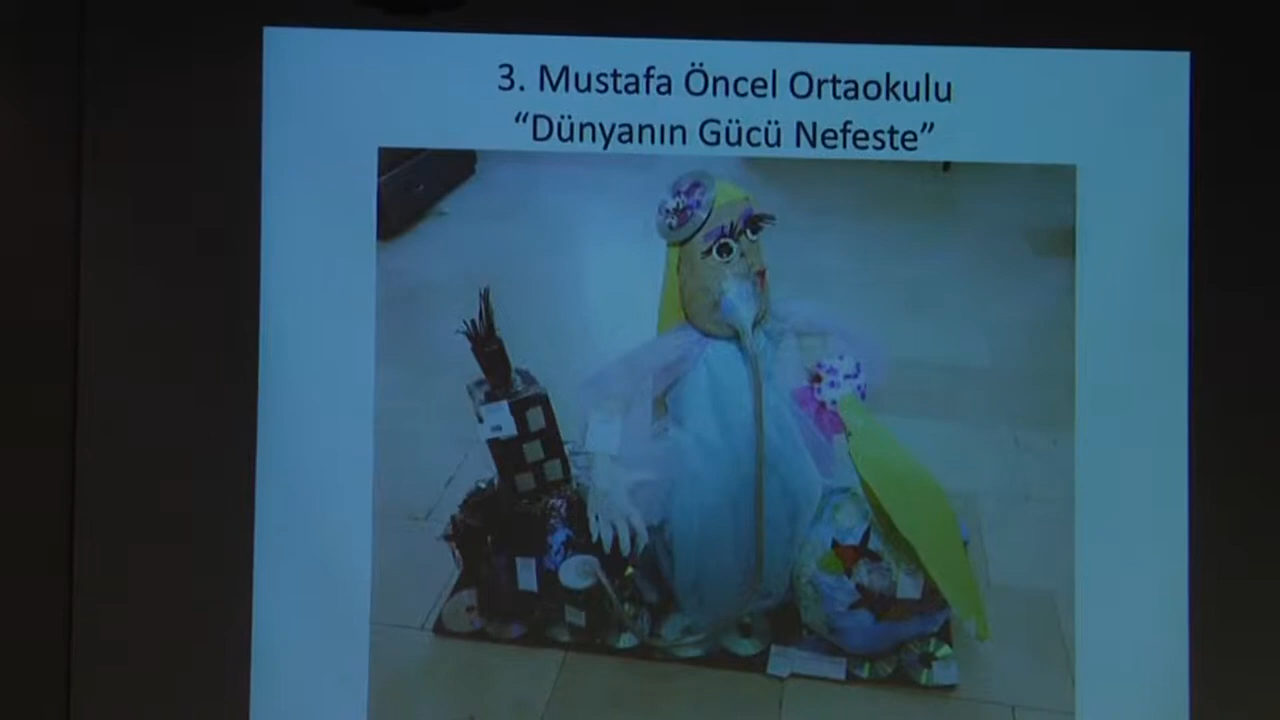 3. Mustafa Öncel Ortaokulu
“Dünyanın Gücü Nefeste”